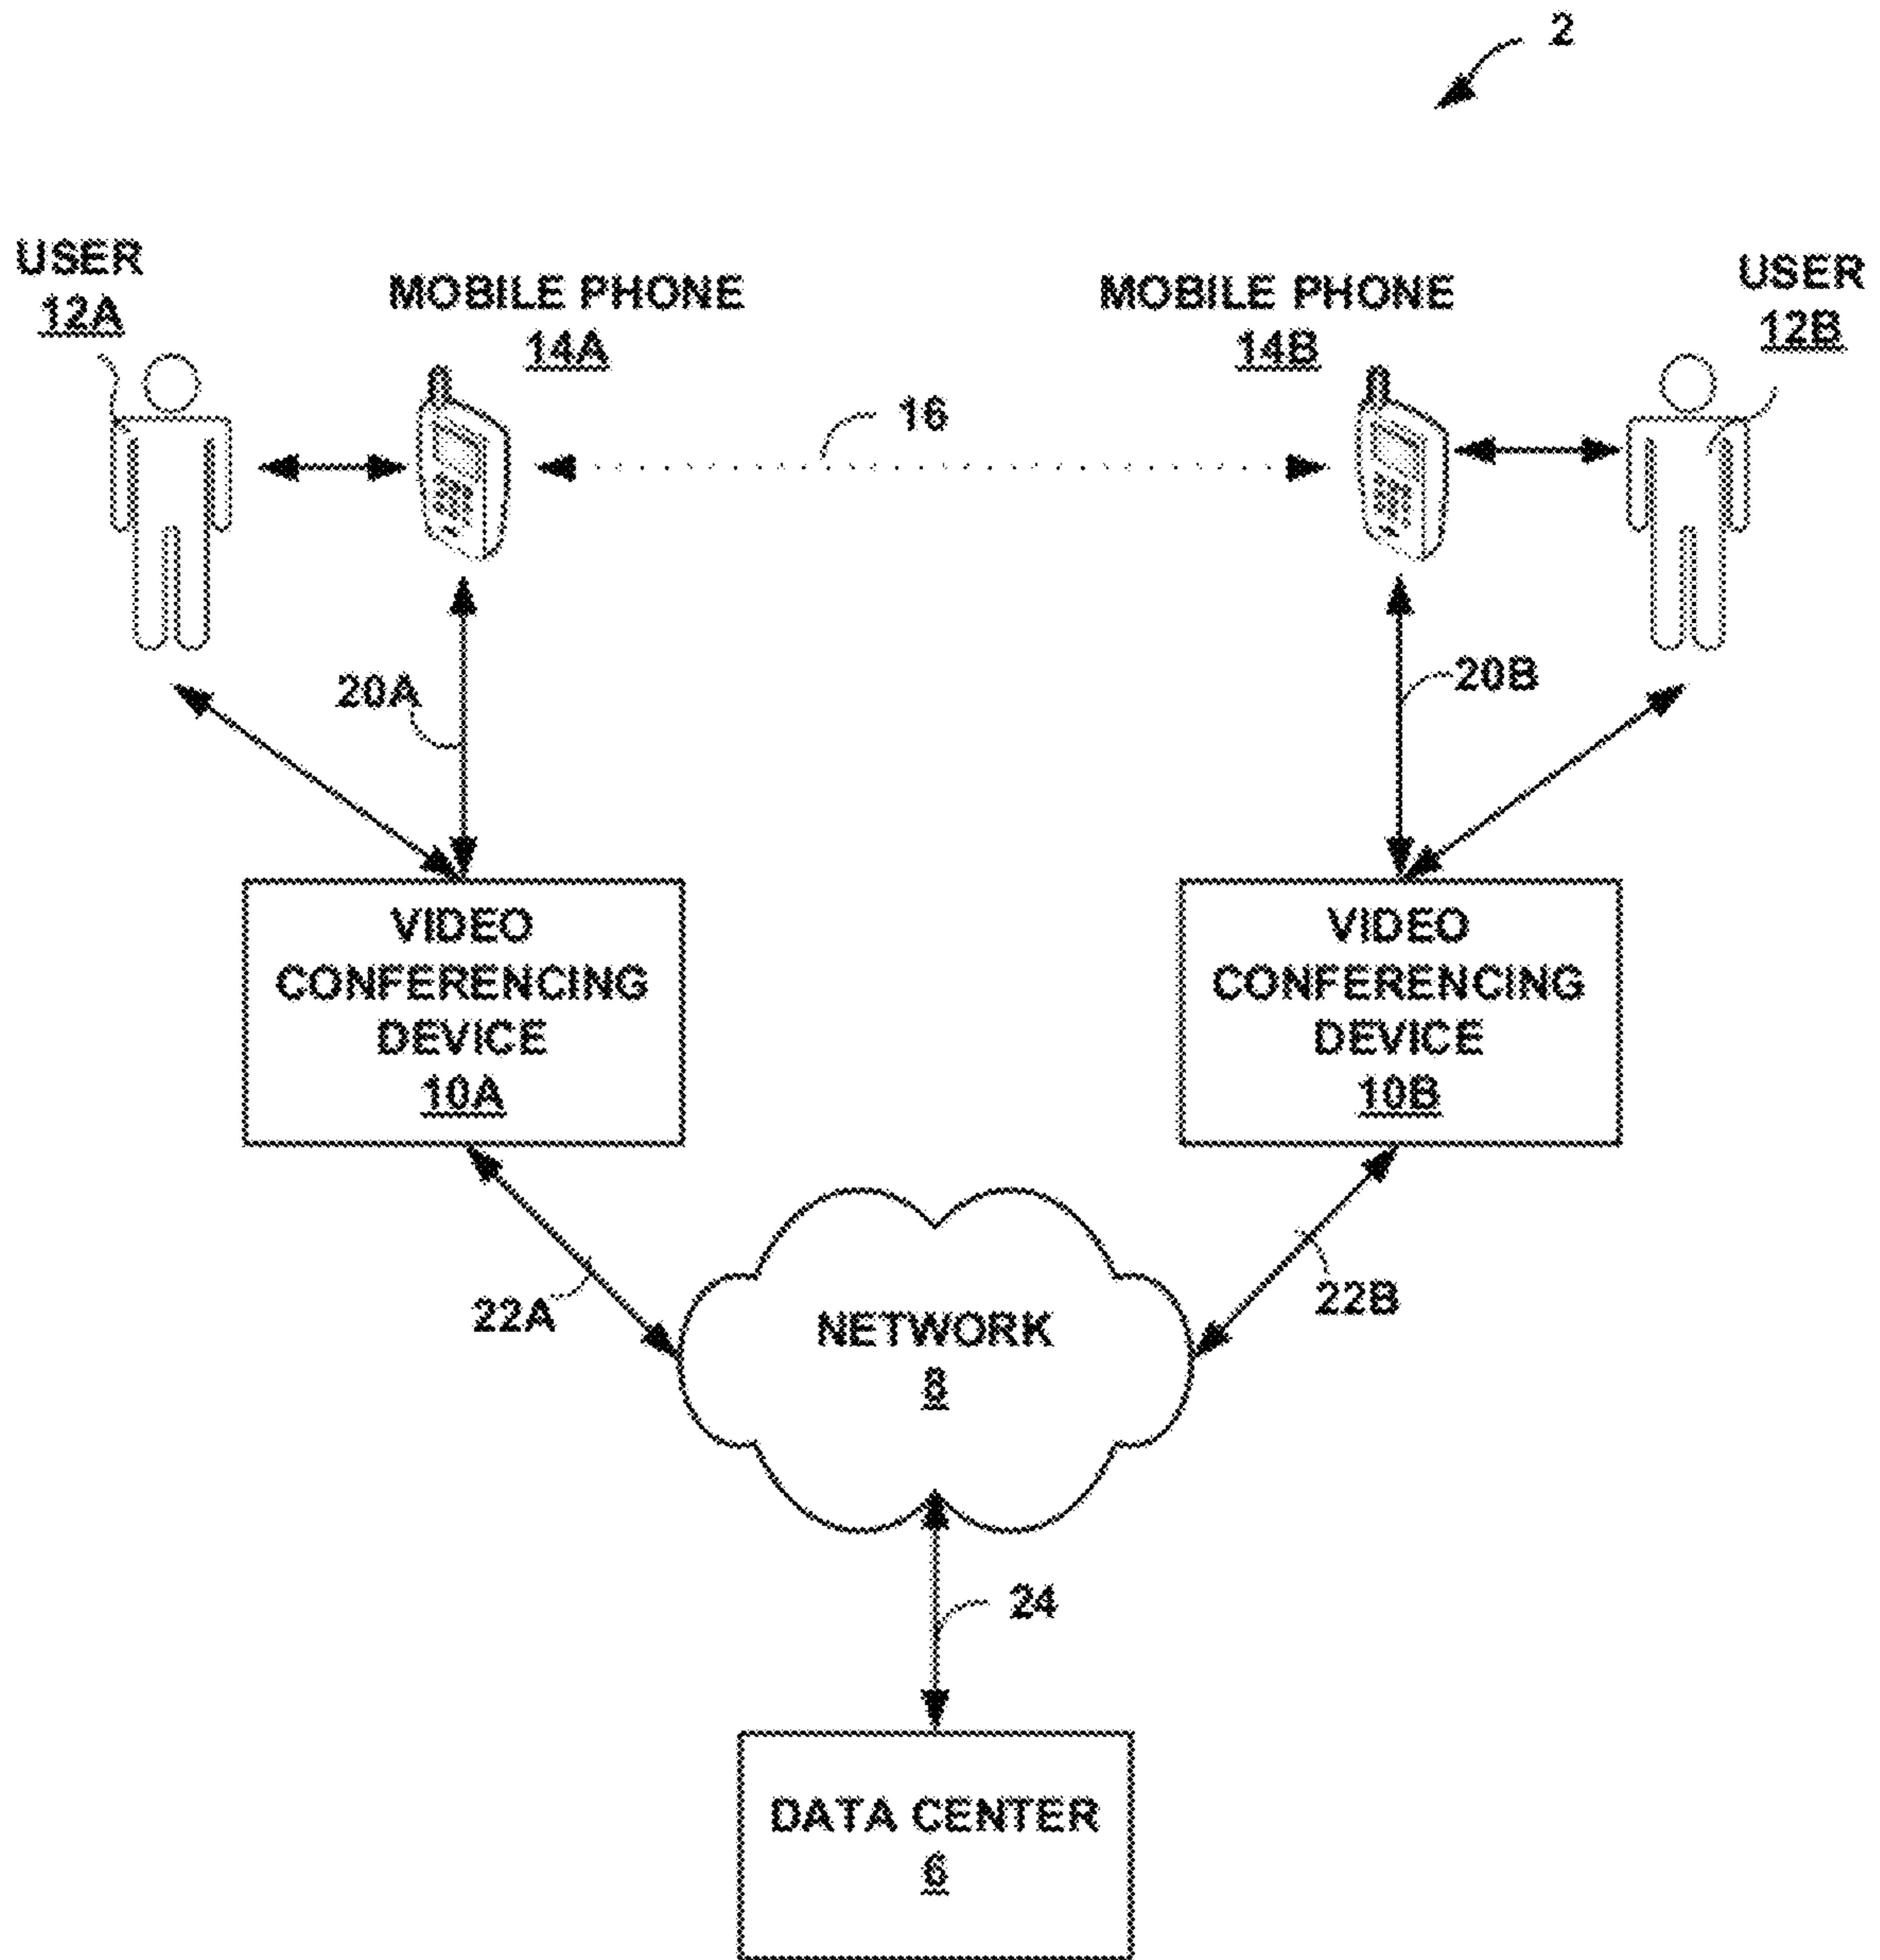 2
USER
12A
MOBILE PHONE
14A
MOBILE PHONE
14B
USER
12B
16
20A
20B
VIDEO
CONFERENCING
DEVICE
10A
VIDEO
CONFERENCING
DEVICE
10B
22A
22B
NETWORK
8
24
DATA CENTER
6